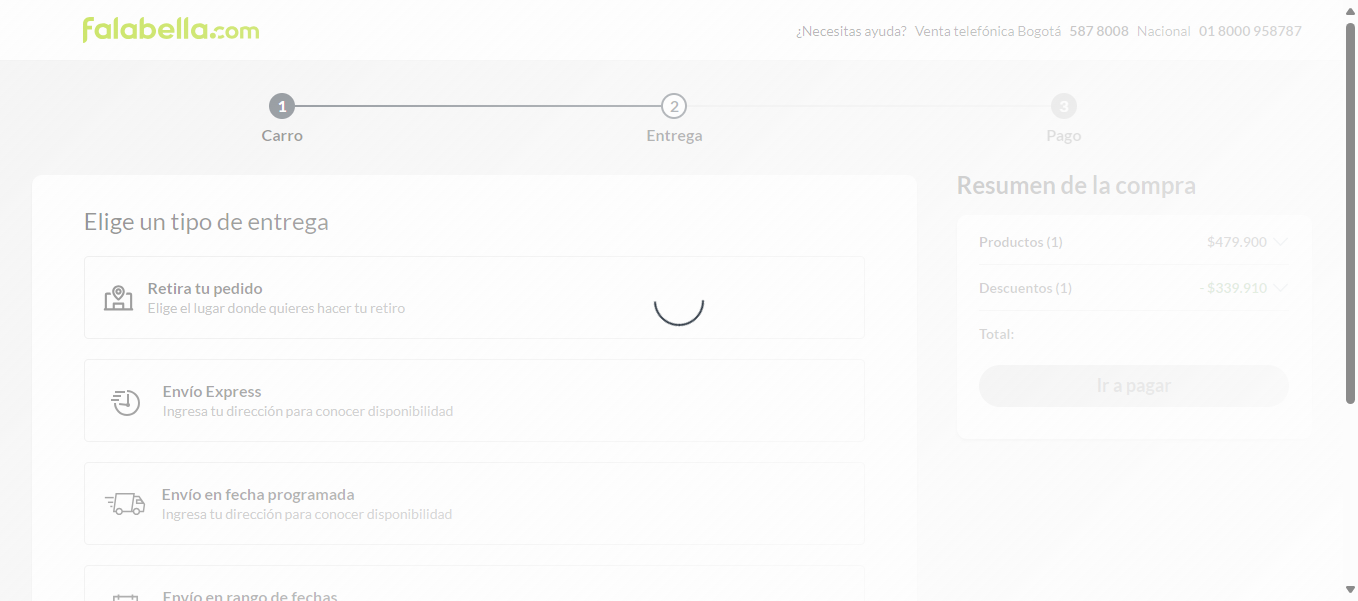 falabella.com
¿Necesitas ayuda? Venta telefónica Bogotá 587 8008 Nacional 01 8000 958787
1 2 3
Carro Entrega Pago
Elige un tipo de entrega
Retira tu pedido
Elige el lugar donde quieres hacer tu retiro
Envío Express
Ingresa tu dirección para conocer disponibilidad
Envío en fecha programada
Ingresa tu dirección para conocer disponibilidad
Envío en rango de fechas
Resumen de la compra
Productos (1) $479.900
Descuentos (1) - $339.910
Total:
Ir a pagar